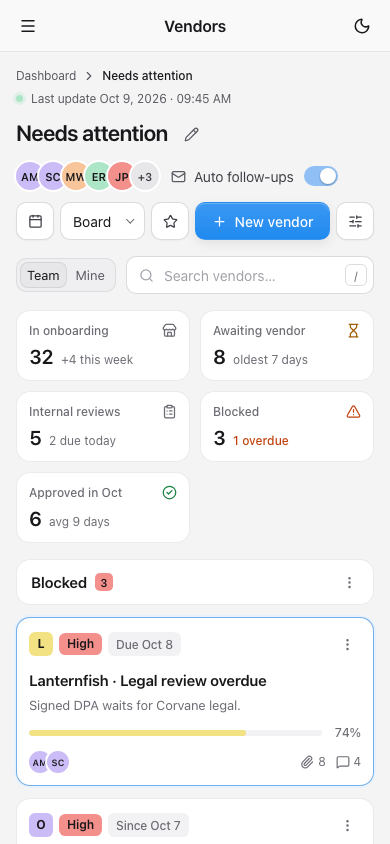 Vendors
Dashboard > Needs attention
Last update Oct 9, 2026 · 09:45 AM
Needs attention
AM SC MW ER JP +3 Auto follow-ups
Board + New vendor
Team Mine Search vendors... /
In onboarding
32 +4 this week
Awaiting vendor
8 oldest 7 days
Internal reviews
5 2 due today
Blocked
3 1 overdue
Approved in Oct
6 avg 9 days
Blocked 3
L High Due Oct 8
Lanternfish · Legal review overdue
Signed DPA waits for Corvane legal.
74%
AM SC 8 4
O High Since Oct 7